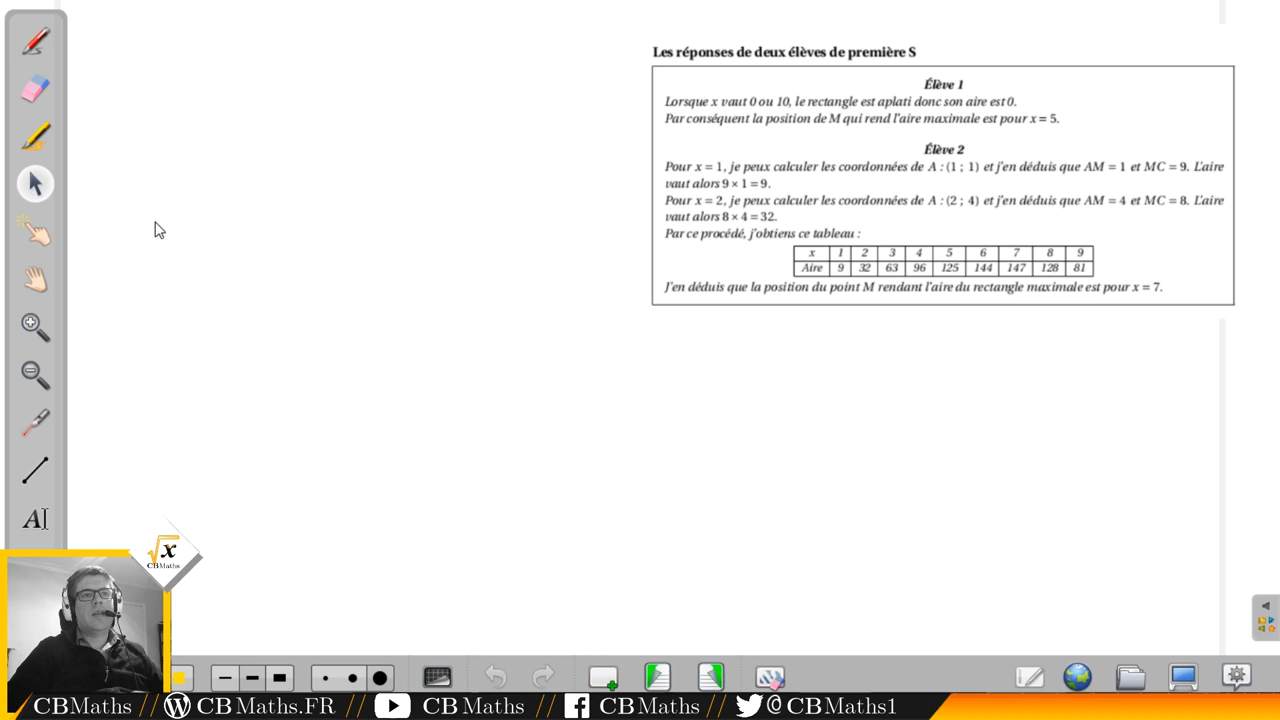 Les réponses de deux élèves de première S
Élève 1
Lorsque x vaut 0 ou 10, le rectangle est aplati donc son aire est 0.
Par conséquent la position de M qui rend l'aire maximale est pour x = 5.
Élève 2
Pour x = 1, je peux calculer les coordonnées de A : (1 ; 1) et j'en déduis que AM = 1 et MC = 9. L'aire
vaut alors 9 × 1 = 9.
Pour x = 2, je peux calculer les coordonnées de A : (2 ; 4) et j'en déduis que AM = 4 et MC = 8. L'aire
vaut alors 8 × 4 = 32.
Par ce procédé, j'obtiens ce tableau :
x 1 2 3 4 5 6 7 8 9
Aire 9 32 63 96 125 144 147 128 81
J'en déduis que la position du point M rendant l'aire du rectangle maximale est pour x = 7.
AI
√x
CBMaths
CBMaths // CBMaths.FR // CBMaths // CBMaths // @CBMaths1